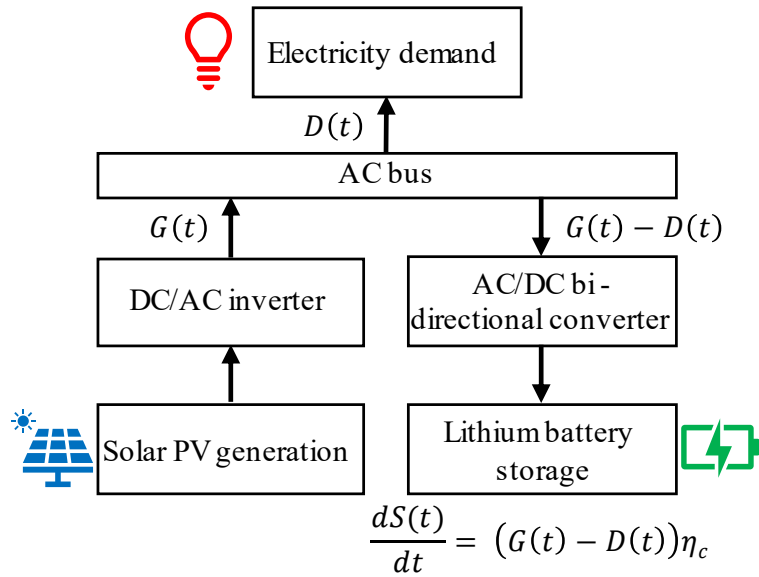 Electricity demand
D(t)
AC bus
G(t)
G(t) − D(t)
DC/AC inverter
AC/DC bi-
directional converter
Solar PV generation
Lithium battery
storage
dS(t)/dt = (G(t) − D(t))η_c